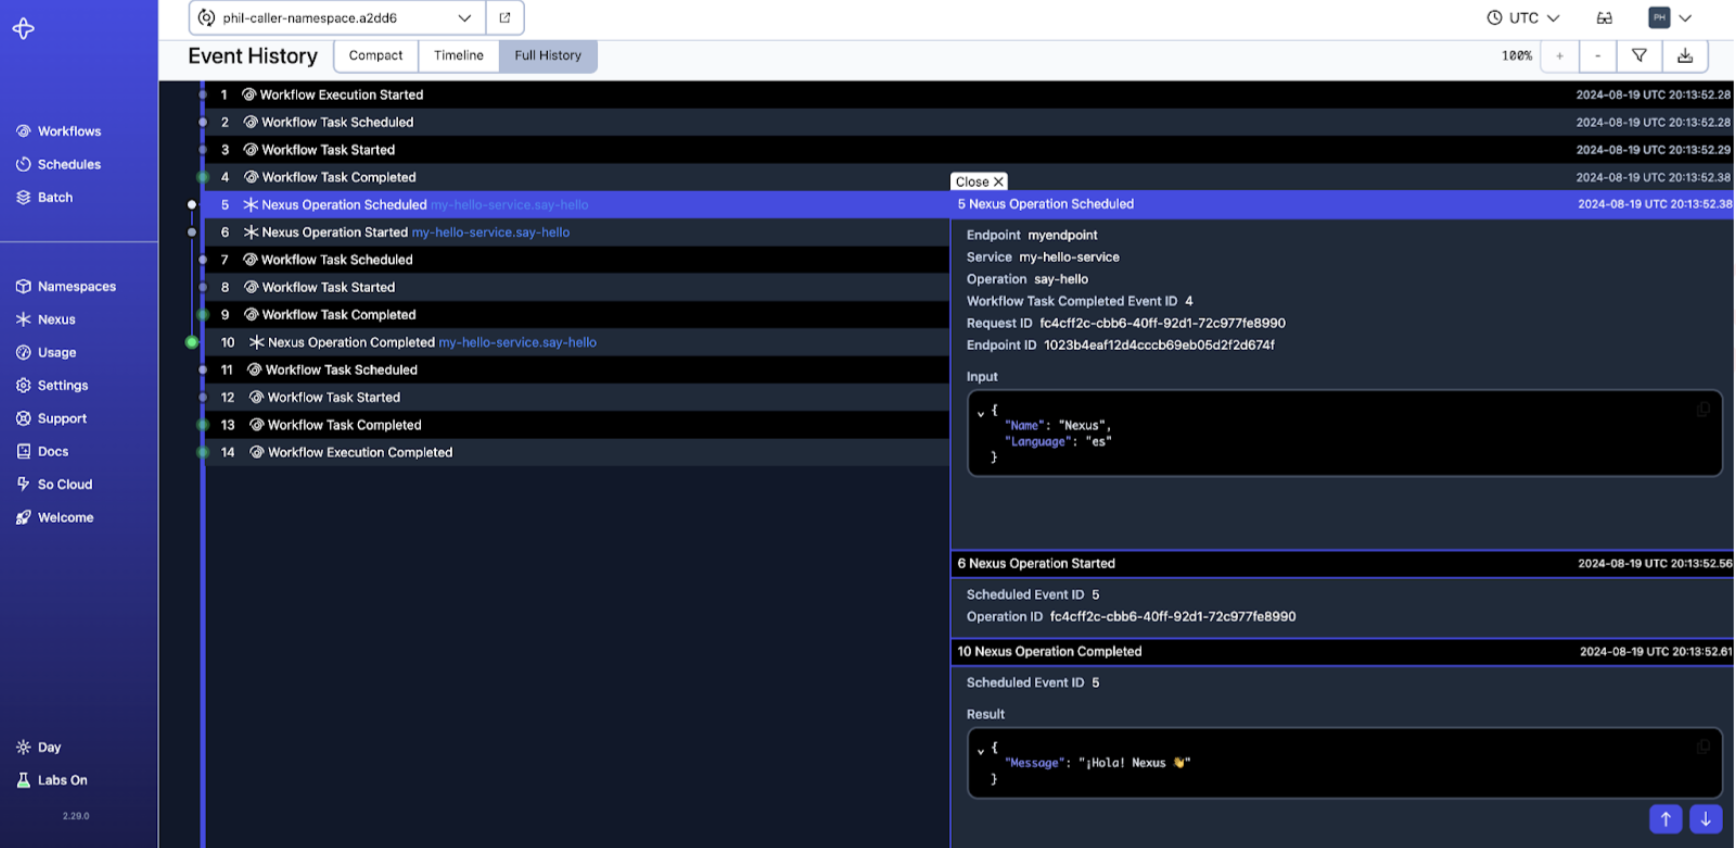 phil-caller-namespace.a2dd6
UTC
PH
Event History
Compact
Timeline
Full History
100%
+
-
Workflows
Schedules
Batch
Namespaces
Nexus
Usage
Settings
Support
Docs
So Cloud
Welcome
Day
Labs On
2.29.0
1 Workflow Execution Started 2024-08-19 UTC 20:13:52.28
2 Workflow Task Scheduled 2024-08-19 UTC 20:13:52.28
3 Workflow Task Started 2024-08-19 UTC 20:13:52.29
4 Workflow Task Completed 2024-08-19 UTC 20:13:52.38
5 Nexus Operation Scheduled my-hello-service.say-hello
6 Nexus Operation Started my-hello-service.say-hello
7 Workflow Task Scheduled
8 Workflow Task Started
9 Workflow Task Completed
10 Nexus Operation Completed my-hello-service.say-hello
11 Workflow Task Scheduled
12 Workflow Task Started
13 Workflow Task Completed
14 Workflow Execution Completed
Close X
5 Nexus Operation Scheduled 2024-08-19 UTC 20:13:52.38
Endpoint myendpoint
Service my-hello-service
Operation say-hello
Workflow Task Completed Event ID 4
Request ID fc4cff2c-cbb6-40ff-92d1-72c977fe8990
Endpoint ID 1023b4eaf12d4cccb69eb05d2f2d674f
Input
{
"Name": "Nexus",
"Language": "es"
}
6 Nexus Operation Started 2024-08-19 UTC 20:13:52.56
Scheduled Event ID 5
Operation ID fc4cff2c-cbb6-40ff-92d1-72c977fe8990
10 Nexus Operation Completed 2024-08-19 UTC 20:13:52.61
Scheduled Event ID 5
Result
{
"Message": "¡Hola! Nexus 👋"
}